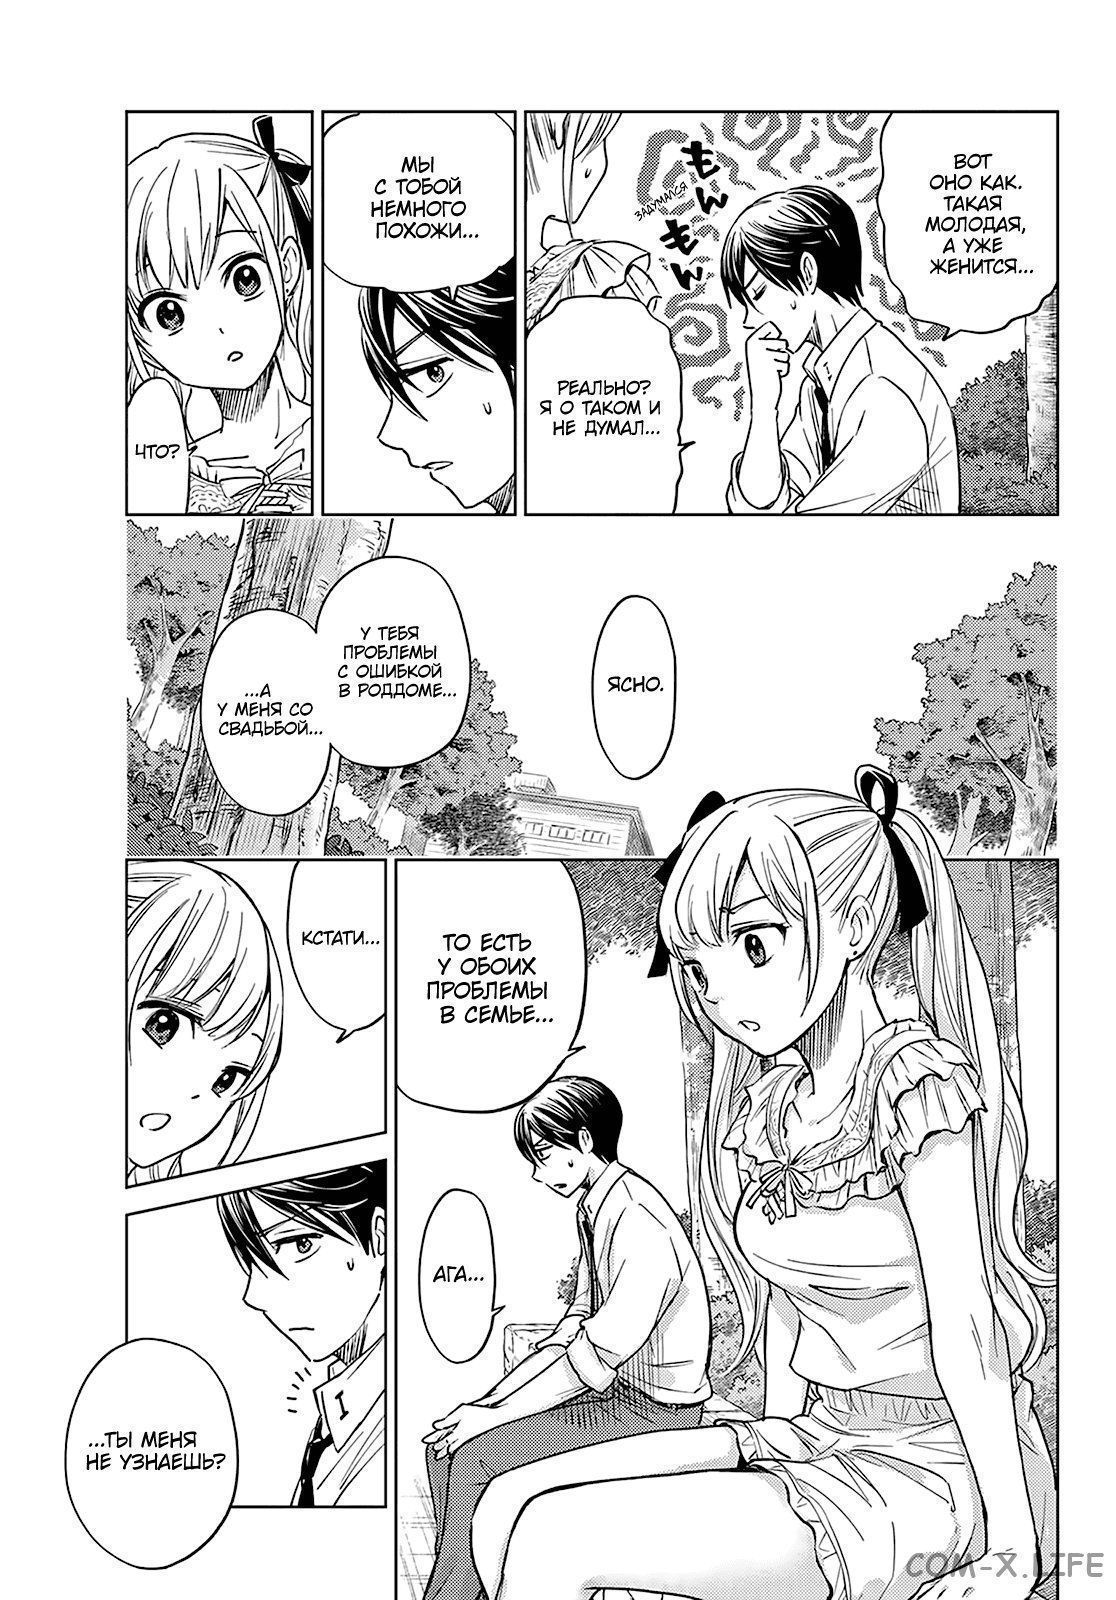 ВОТ
ОНО КАК.
ТАКАЯ
МОЛОДАЯ,
А УЖЕ
ЖЕНИТСЯ...
もん
もん
ЗАДУМАЛСЯ
РЕАЛЬНО?
Я О ТАКОМ И
НЕ ДУМАЛ...
МЫ
С ТОБОЙ
НЕМНОГО
ПОХОЖИ...
ЧТО?
ЯСНО.
У ТЕБЯ
ПРОБЛЕМЫ
С ОШИБКОЙ
В РОДДОМЕ...
...А
У МЕНЯ СО
СВАДЬБОЙ...
ТО ЕСТЬ
У ОБОИХ
ПРОБЛЕМЫ
В СЕМЬЕ...
АГА...
КСТАТИ...
I
...ТЫ МЕНЯ
НЕ УЗНАЕШЬ?
COM-X.LIFE